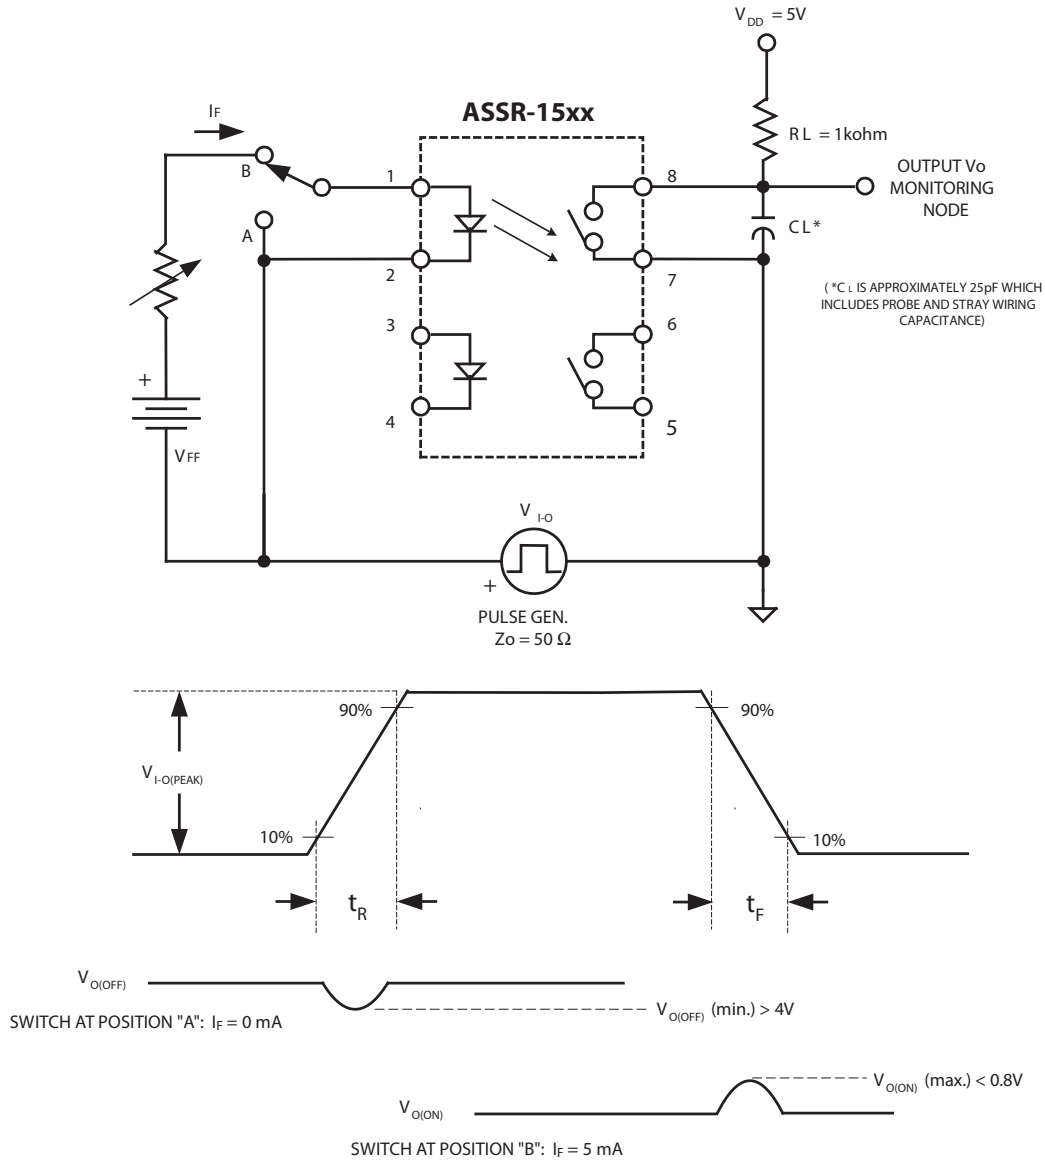 V DD = 5V
ASSR-15xx
IF
B
A
1
2
3
4
8
7
6
5
RL = 1kohm
OUTPUT Vo
MONITORING
NODE
CL*
( *C L IS APPROXIMATELY 25pF WHICH
INCLUDES PROBE AND STRAY WIRING
CAPACITANCE)
+
VFF
V I-O
+
PULSE GEN.
Zo = 50 Ω
90%
90%
V I-O(PEAK)
10%
10%
tR
tF
V O(OFF)
V O(OFF) (min.) > 4V
SWITCH AT POSITION "A": IF = 0 mA
V O(ON) (max.) < 0.8V
V O(ON)
SWITCH AT POSITION "B": IF = 5 mA